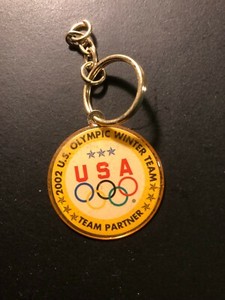 2002 U.S. OLYMPIC WINTER TEAM
USA
TEAM PARTNER